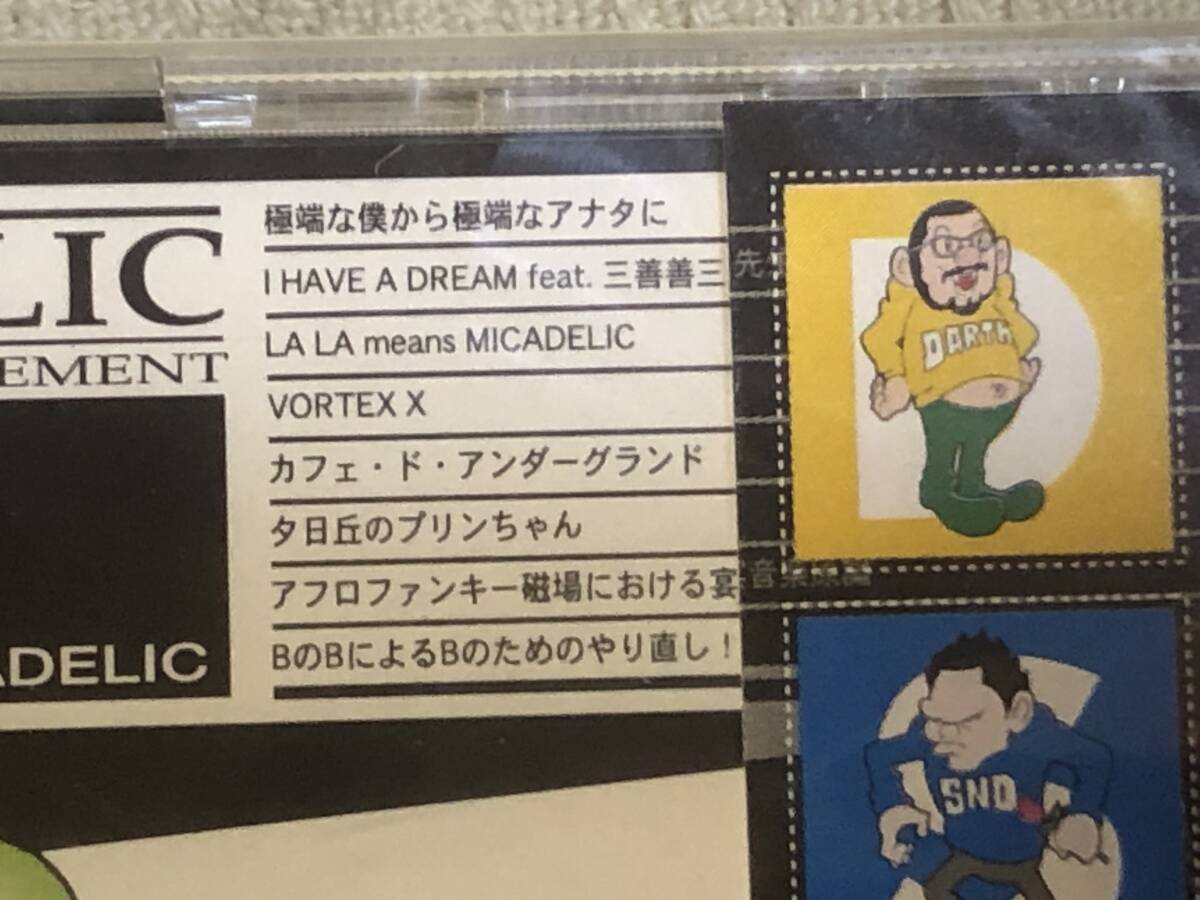 LIC
EMENT
ADELIC
極端な僕から極端なアナタに
I HAVE A DREAM feat. 三善善三
LA LA means MICADELIC
VORTEX X
カフェ・ド・アンダーグランド
夕日丘のプリンちゃん
アフロファンキー磁場における宴
BのBによるBのためのやり直し!
先
音楽
DARTH
SND